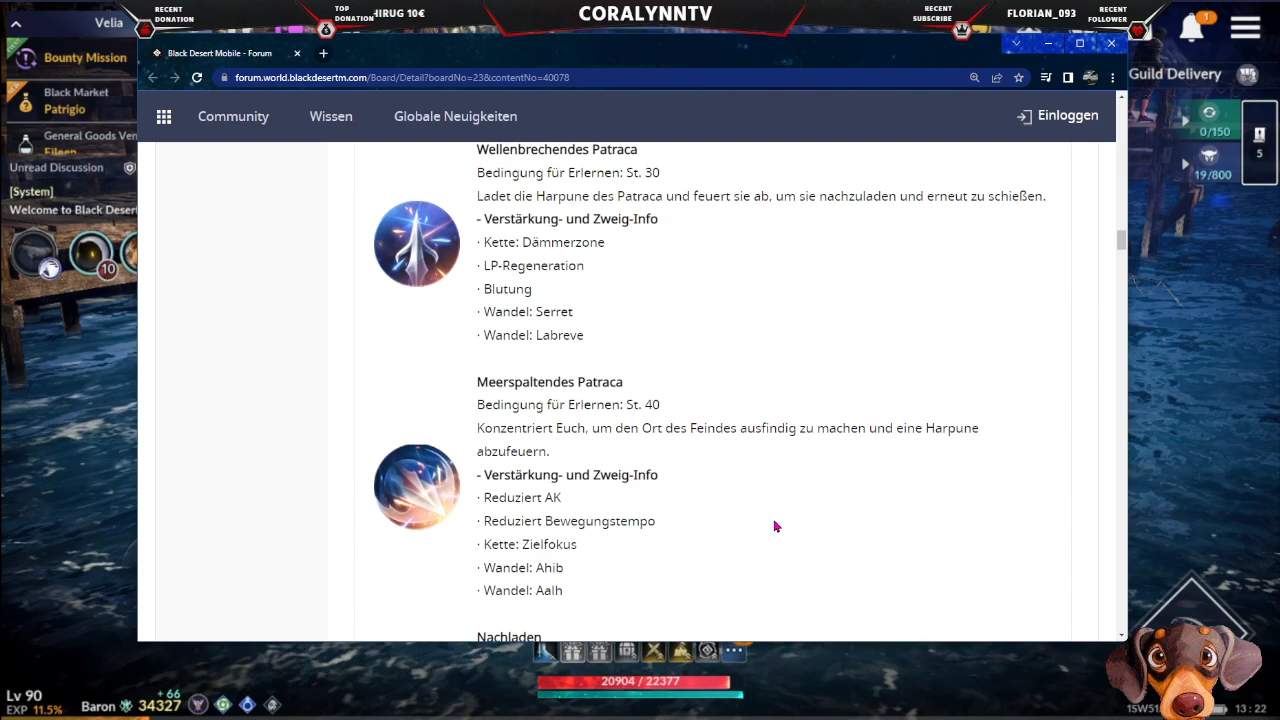 RECENT
DONATION
TOP
DONATION
HIRUG 10€
CORALYNNTV
RECENT
SUBSCRIBE
FLORIAN_093
RECENT
FOLLOWER
1
Velia
Bounty Mission
Black Market
Patrigio
General Goods Ven
Eileen
Unread Discussion
[System]
Welcome to Black Desert
10
Guild Delivery
0/150
19/800
5
Black Desert Mobile - Forum
forum.world.blackdesertm.com/Board/Detail?boardNo=23&contentNo=40078
Community
Wissen
Globale Neuigkeiten
Einloggen
Wellenbrechendes Patraca
Bedingung für Erlernen: St. 30
Ladet die Harpune des Patraca und feuert sie ab, um sie nachzuladen und erneut zu schießen.
- Verstärkung- und Zweig-Info
· Kette: Dämmerzone
· LP-Regeneration
· Blutung
· Wandel: Serret
· Wandel: Labreve
Meerspaltendes Patraca
Bedingung für Erlernen: St. 40
Konzentriert Euch, um den Ort des Feindes ausfindig zu machen und eine Harpune
abzufeuern.
- Verstärkung- und Zweig-Info
· Reduziert AK
· Reduziert Bewegungstempo
· Kette: Zielfokus
· Wandel: Ahib
· Wandel: Aalh
Nachladen
20904 / 22377
Lv 90
EXP 11.5%
Baron
+ 66
34327
13 : 22